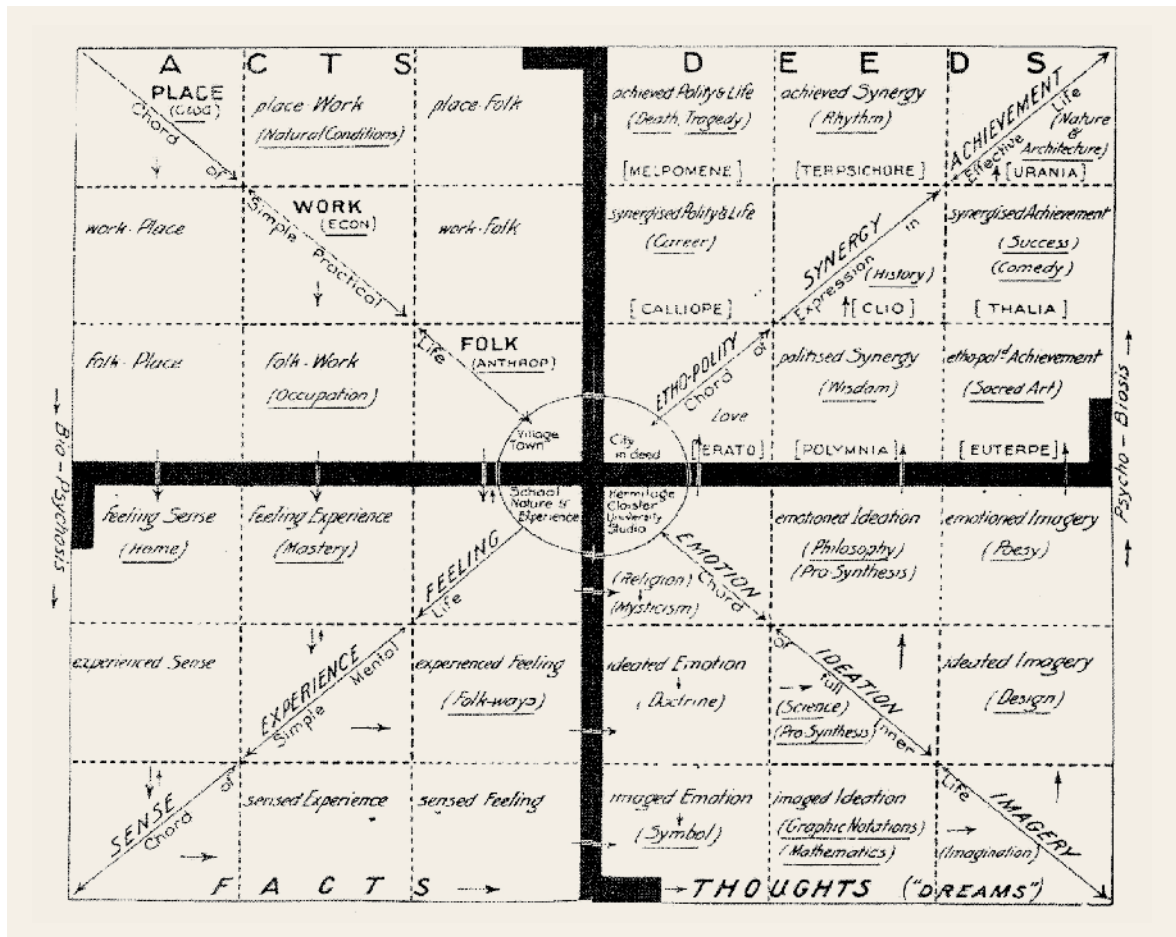 ACTS
DEEDS
PLACE
(GEOG)
place-Work
(Natural Conditions)
place-Folk
achieved Polity & Life
(Death, Tragedy)
[MELPOMENE]
achieved Synergy
(Rhythm)
[TERPSICHORE]
ACHIEVEMENT
Effective Life
(Nature
&
Architecture)
[URANIA]
work-Place
WORK
(ECON)
work-Folk
synergised Polity & Life
(Career)
[CALLIOPE]
SYNERGY
Expression in
(History)
[CLIO]
synergised Achievement
(Success)
(Comedy)
[THALIA]
folk-Place
Folk-Work
(Occupation)
FOLK
(ANTHROP)
Chord of Simple Practical Life
ETHO-POLITY
Chord of
Love
[ERATO]
politised Synergy
(Wisdom)
[POLYMNIA]
ethopold Achievement
(Sacred Art)
[EUTERPE]
Village
Town
City
in deed
School
Nature &
Experience
Hermitage
Cloister
University
Studio
Bio-Psychosis
Psycho-Biosis
feeling Sense
(Home)
feeling Experience
(Mastery)
FEELING
Life
EMOTION
Chord
(Religion)
(Mysticism)
emotioned Ideation
(Philosophy)
(Pro-Synthesis)
emotioned Imagery
(Poesy)
experienced Sense
EXPERIENCE
Simple Mental
experienced Feeling
(Folk-ways)
ideated Emotion
(Doctrine)
IDEATION
of full Inner
(Science)
(Pro-Synthesis)
ideated Imagery
(Design)
SENSE
Chord of
sensed Experience
sensed Feeling
imaged Emotion
(Symbol)
imaged Ideation
(Graphic Notations)
(Mathematics)
IMAGERY
Life
(Imagination)
FACTS
THOUGHTS ("DREAMS")